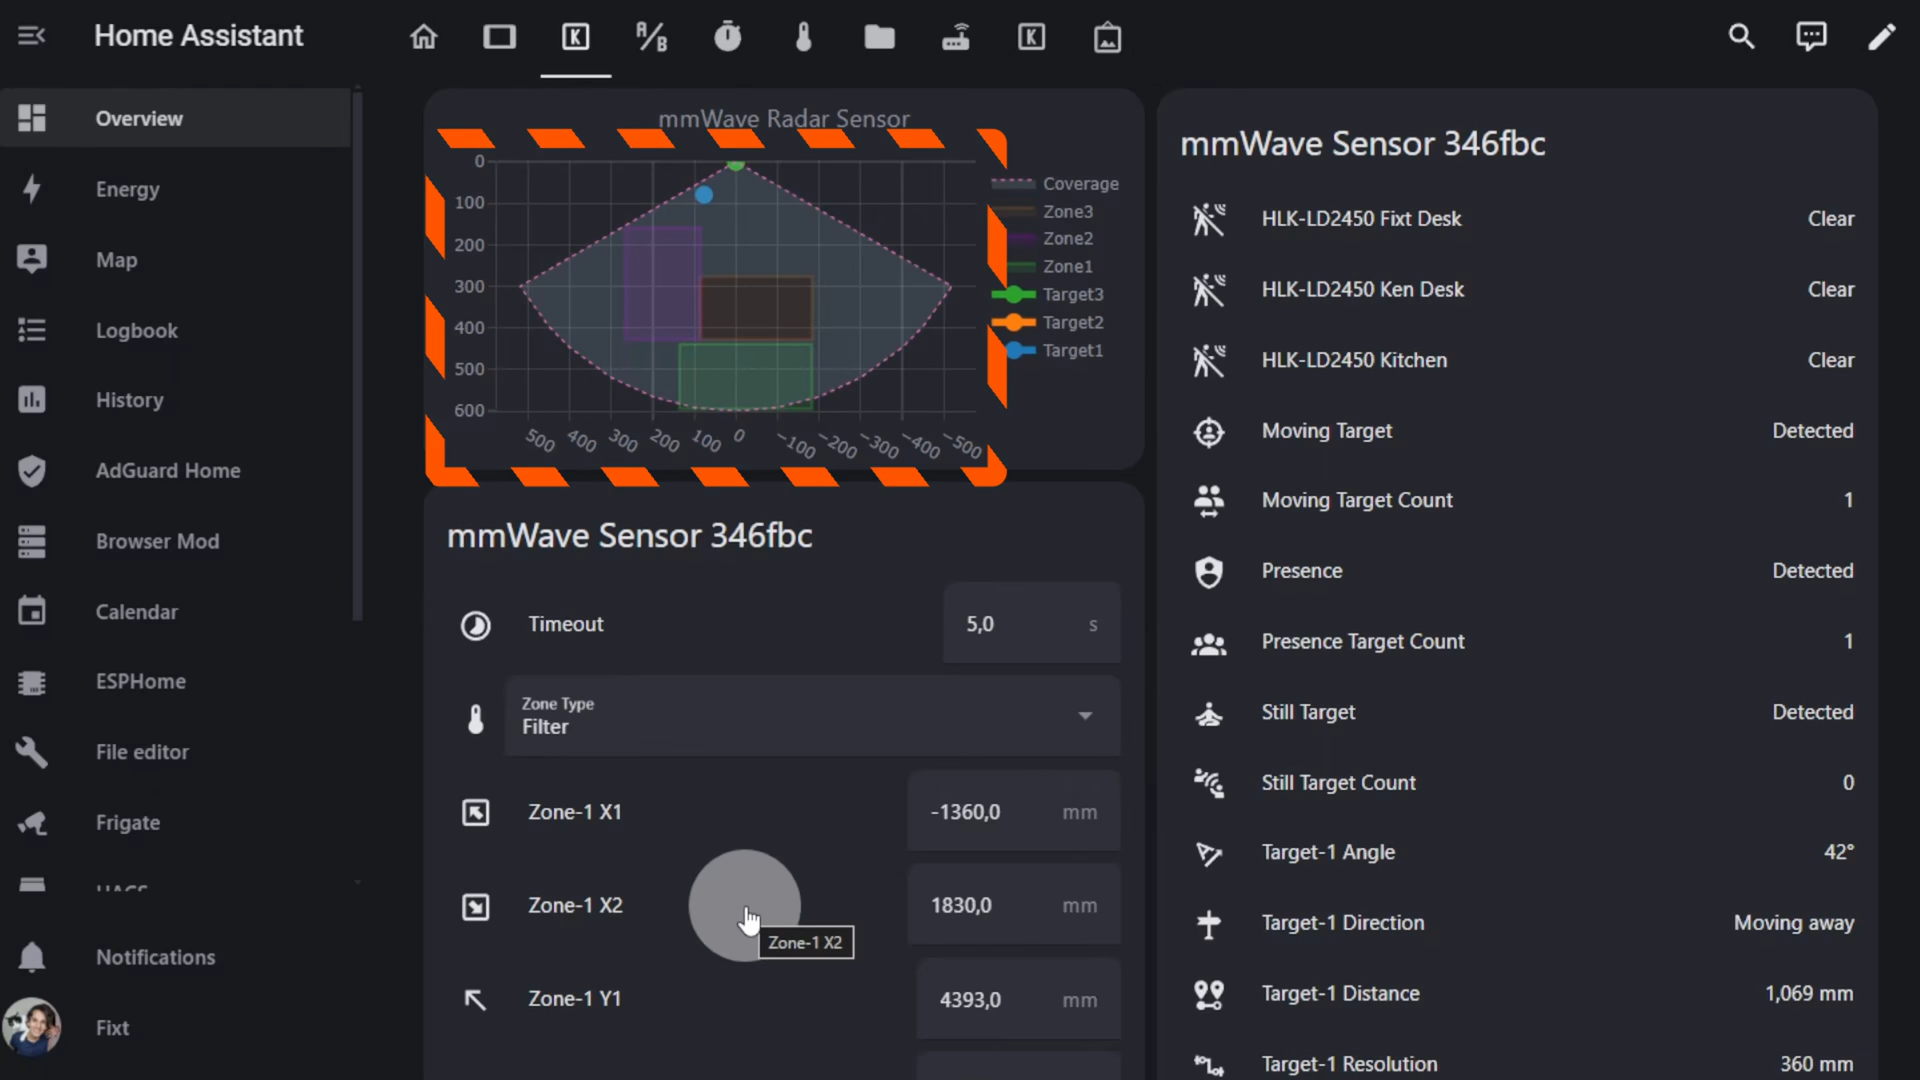 Home Assistant
Overview
Energy
Map
Logbook
History
AdGuard Home
Browser Mod
Calendar
ESPHome
File editor
Frigate
Notifications
Fixt
mmWave Radar Sensor
0
100
200
300
400
500
600
500 400 300 200 100 0 −100 −200 −300 −400 −500
Coverage
Zone3
Zone2
Zone1
Target3
Target2
Target1
mmWave Sensor 346fbc
Timeout 5,0 s
Zone Type
Filter
Zone-1 X1 -1360,0 mm
Zone-1 X2 1830,0 mm
Zone-1 X2
Zone-1 Y1 4393,0 mm
mmWave Sensor 346fbc
HLK-LD2450 Fixt Desk Clear
HLK-LD2450 Ken Desk Clear
HLK-LD2450 Kitchen Clear
Moving Target Detected
Moving Target Count 1
Presence Detected
Presence Target Count 1
Still Target Detected
Still Target Count 0
Target-1 Angle 42°
Target-1 Direction Moving away
Target-1 Distance 1,069 mm
Target-1 Resolution 360 mm